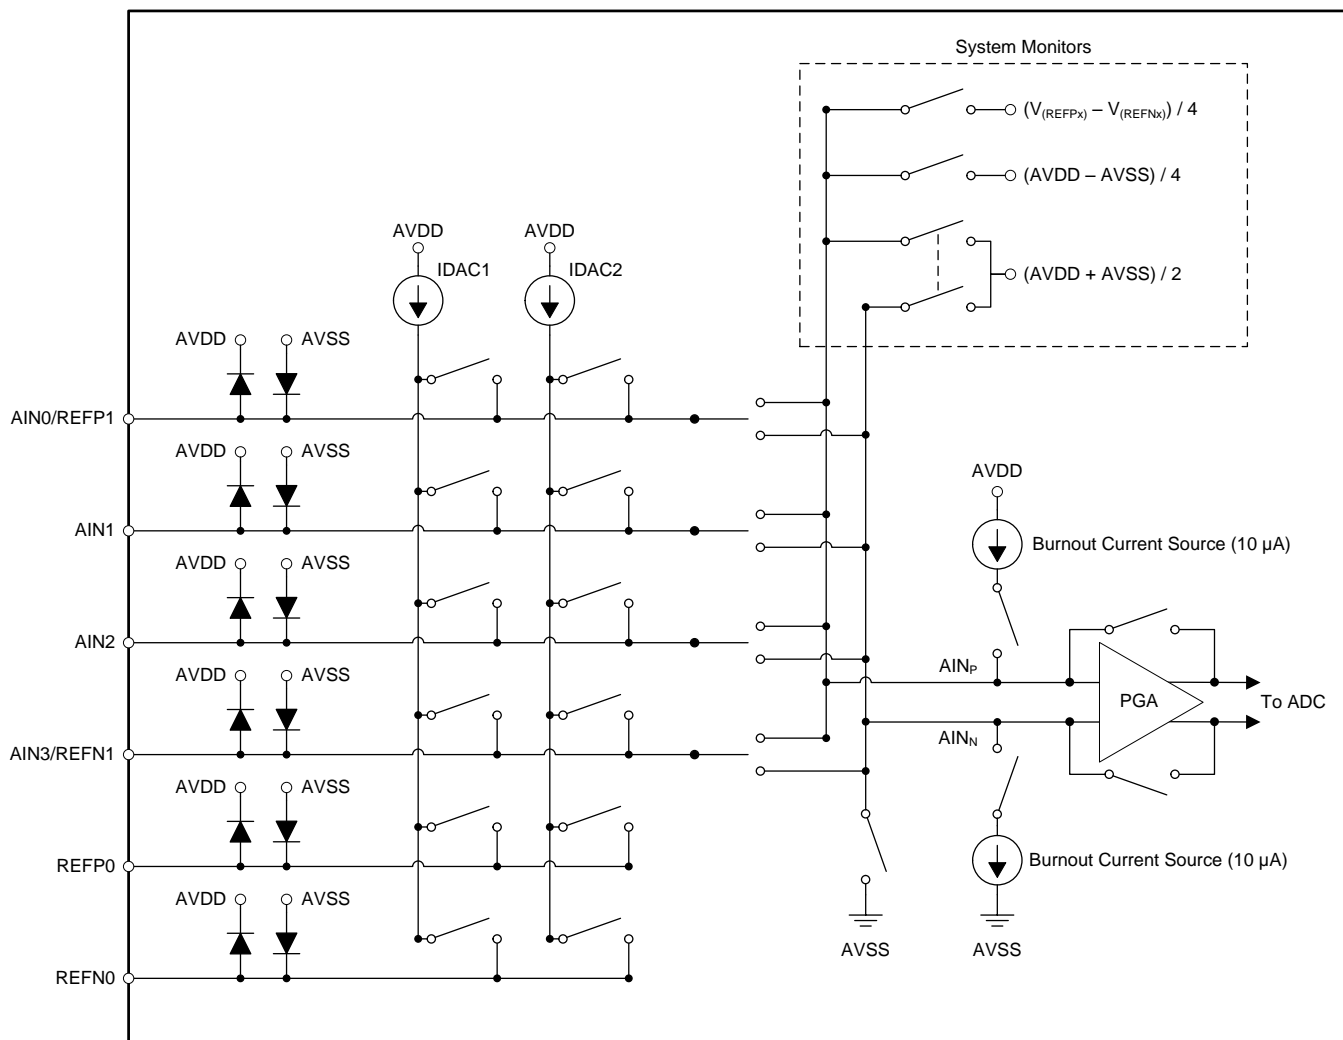 System Monitors
(V(REFPx) – V(REFNx)) / 4
(AVDD – AVSS) / 4
(AVDD + AVSS) / 2
AVDD
AVDD
IDAC1
IDAC2
AVDD
AVSS
AIN0/REFP1
AVDD
AVSS
AIN1
AVDD
AVSS
AIN2
AVDD
AVSS
AIN3/REFN1
AVDD
AVSS
REFP0
AVDD
AVSS
REFN0
AVDD
Burnout Current Source (10 µA)
AINP
PGA
To ADC
AINN
Burnout Current Source (10 µA)
AVSS
AVSS